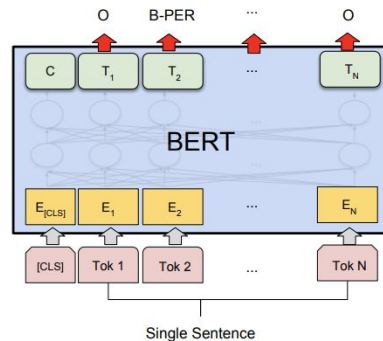 O B-PER ... O
C T1 T2 ... TN
...
BERT
...
E[CLS] E1 E2 ... EN
[CLS] Tok 1 Tok 2 ... Tok N
Single Sentence